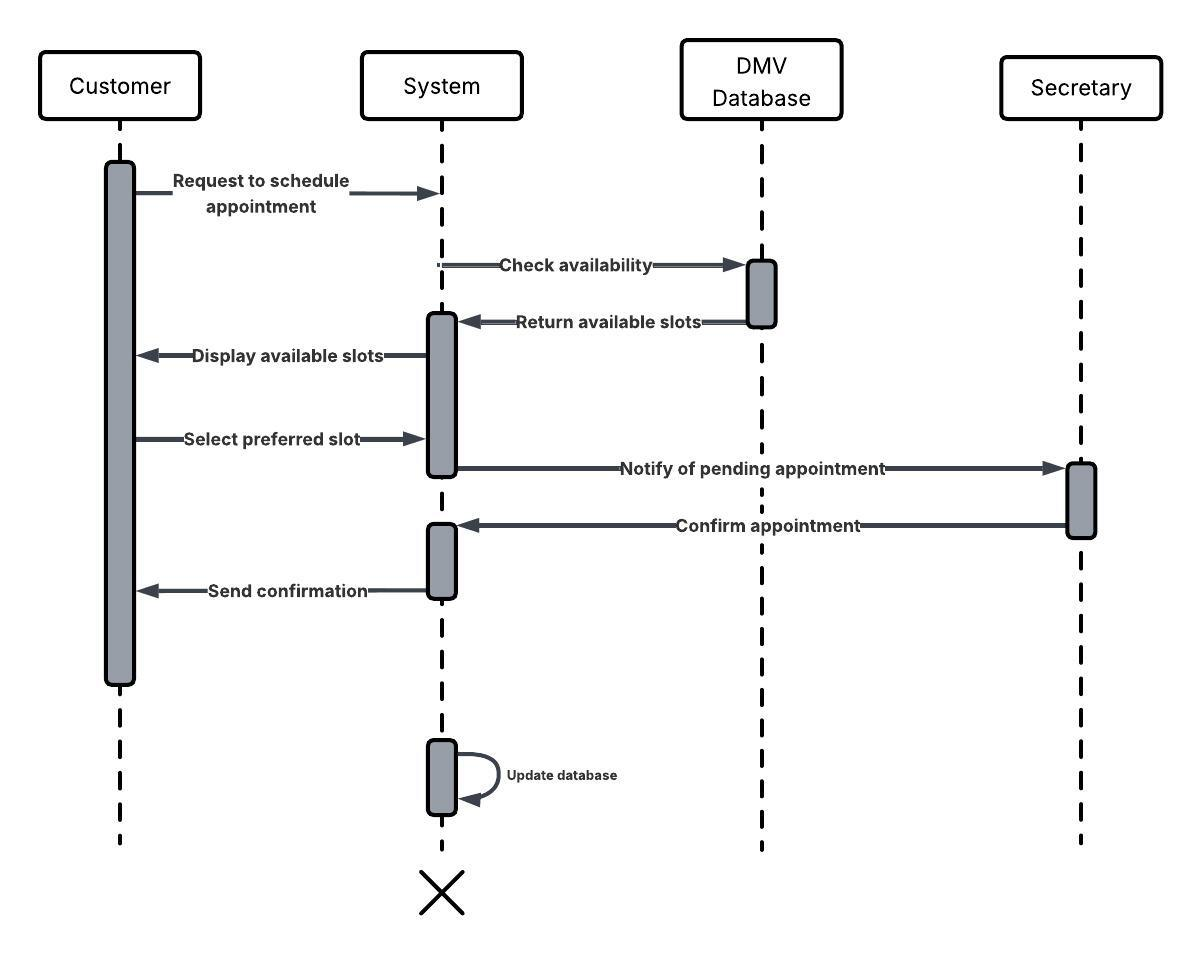 Customer
System
DMV
Database
Secretary
Request to schedule
appointment
Check availability
Return available slots
Display available slots
Select preferred slot
Notify of pending appointment
Confirm appointment
Send confirmation
Update database